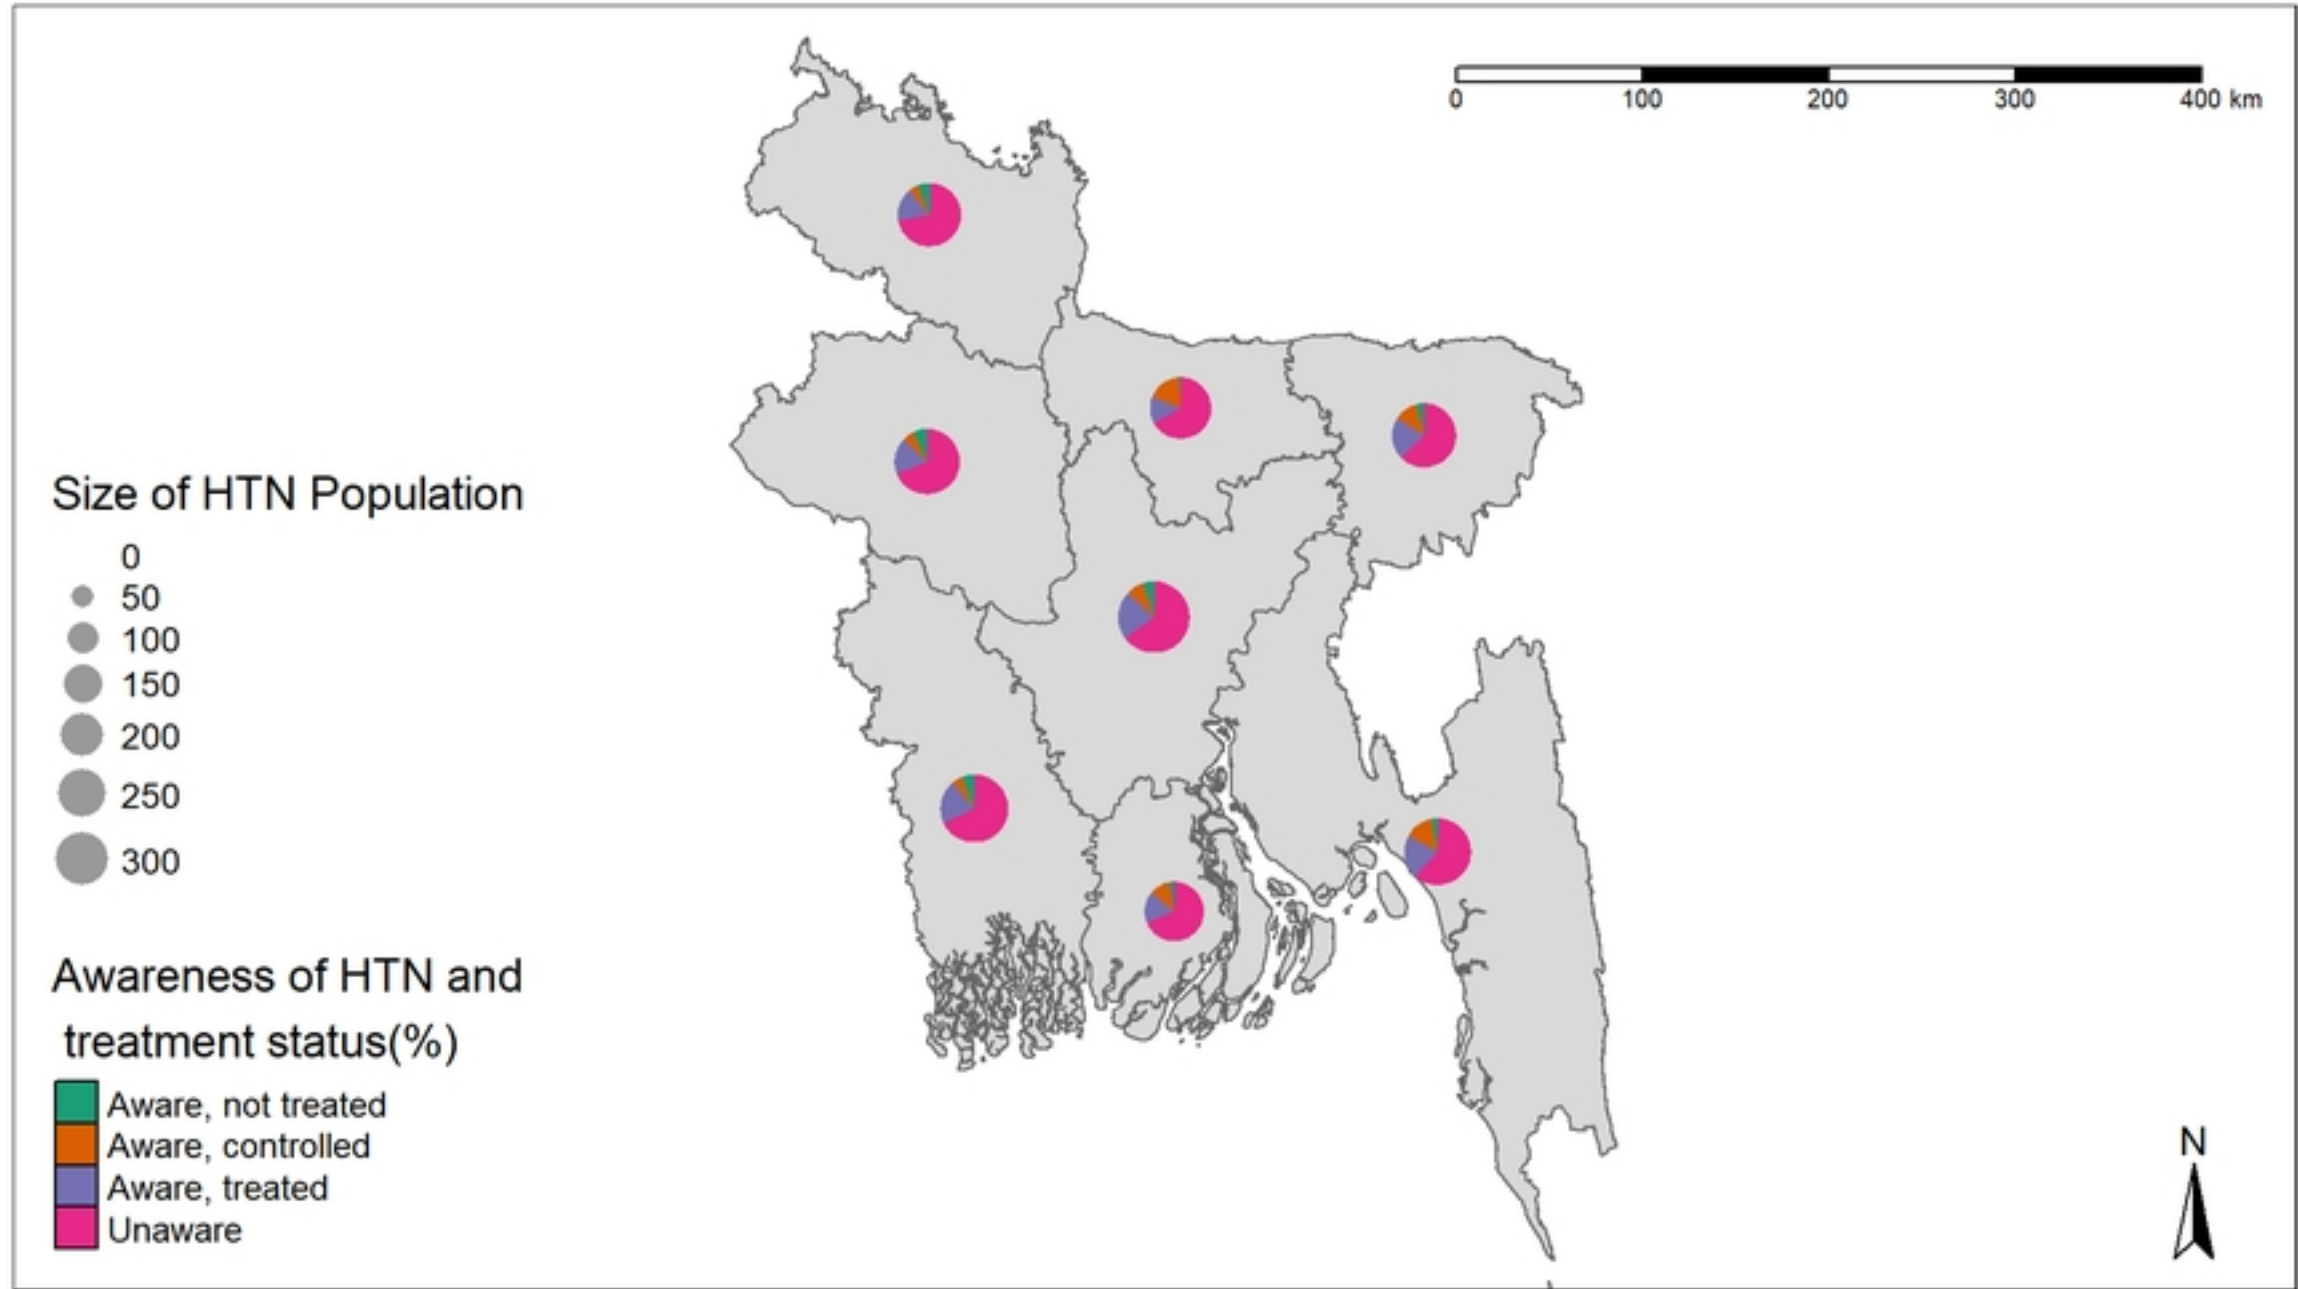 0 100 200 300 400 km
Size of HTN Population
0
50
100
150
200
250
300
Awareness of HTN and
treatment status(%)
Aware, not treated
Aware, controlled
Aware, treated
Unaware
N